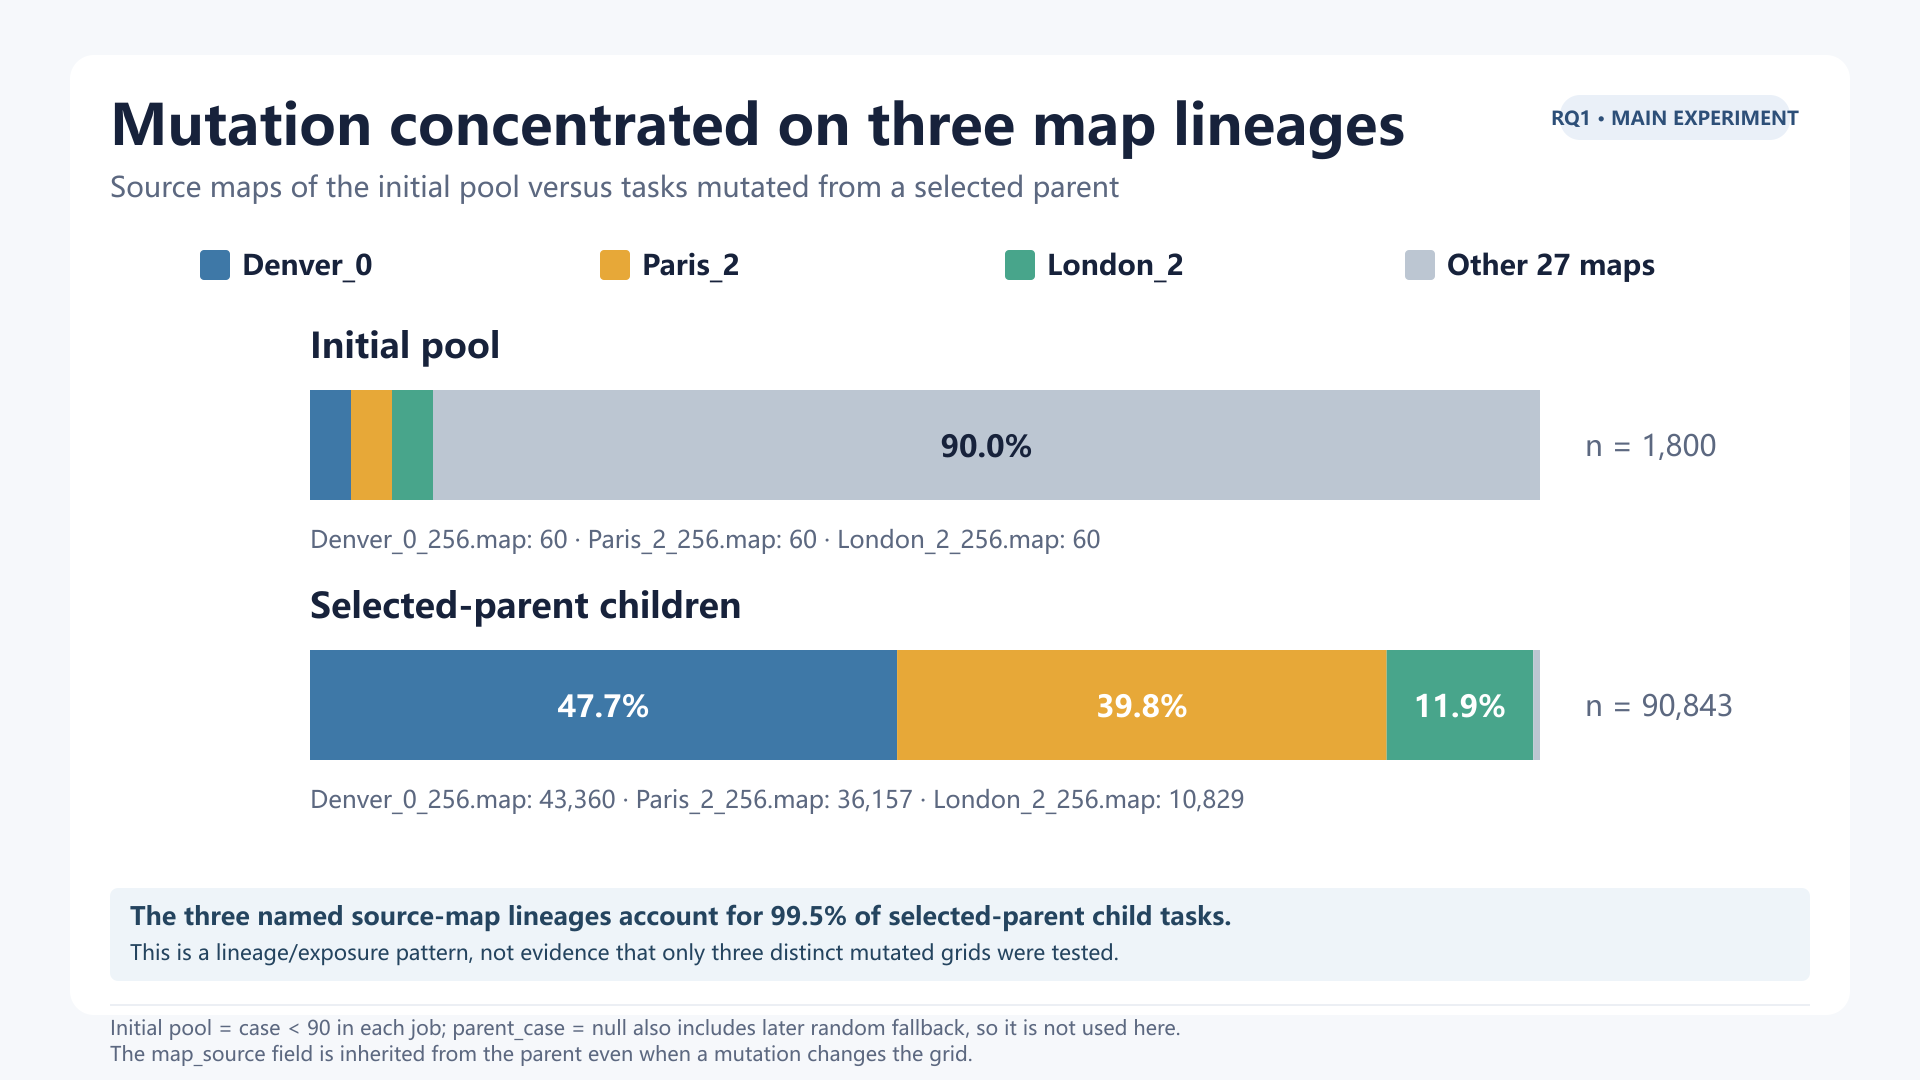 Mutation concentrated on three map lineages
RQ1 • MAIN EXPERIMENT
Source maps of the initial pool versus tasks mutated from a selected parent
Denver_0
Paris_2
London_2
Other 27 maps
Initial pool
90.0%
n = 1,800
Denver_0_256.map: 60 · Paris_2_256.map: 60 · London_2_256.map: 60
Selected-parent children
47.7%
39.8%
11.9%
n = 90,843
Denver_0_256.map: 43,360 · Paris_2_256.map: 36,157 · London_2_256.map: 10,829
The three named source-map lineages account for 99.5% of selected-parent child tasks.
This is a lineage/exposure pattern, not evidence that only three distinct mutated grids were tested.
Initial pool = case < 90 in each job; parent_case = null also includes later random fallback, so it is not used here.
The map_source field is inherited from the parent even when a mutation changes the grid.